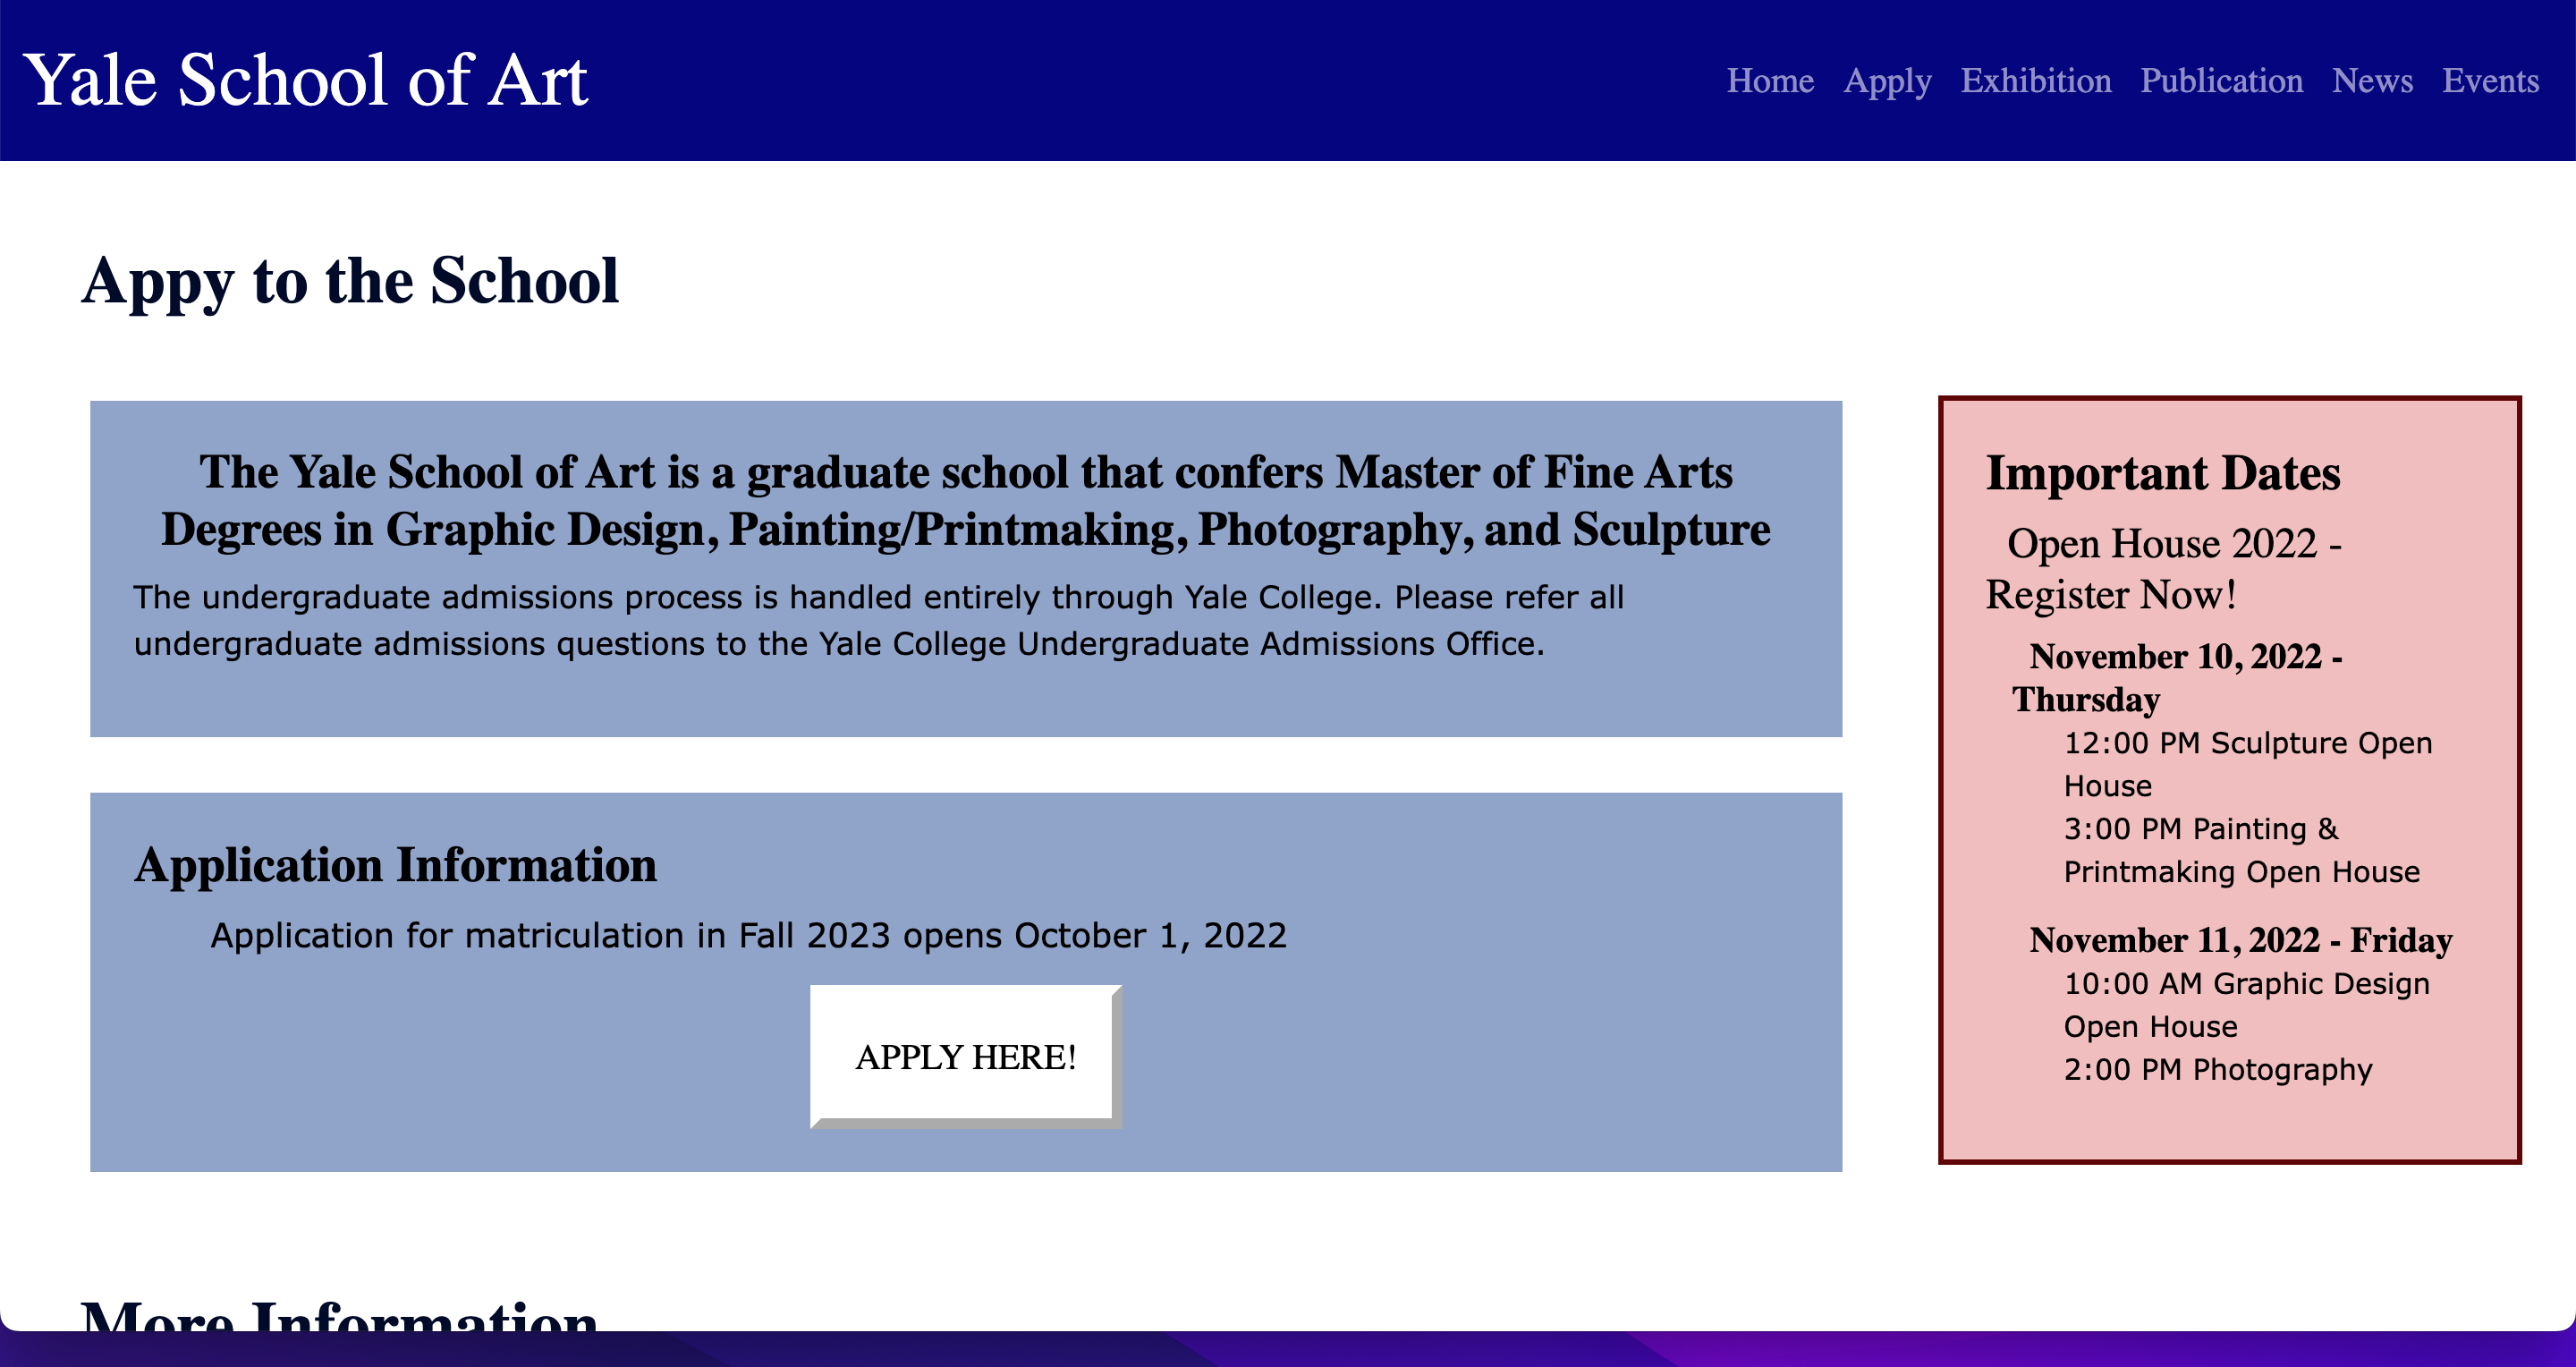 Yale School of Art
Home Apply Exhibition Publication News Events
Appy to the School
The Yale School of Art is a graduate school that confers Master of Fine Arts
Degrees in Graphic Design, Painting/Printmaking, Photography, and Sculpture
The undergraduate admissions process is handled entirely through Yale College. Please refer all
undergraduate admissions questions to the Yale College Undergraduate Admissions Office.
Application Information
Application for matriculation in Fall 2023 opens October 1, 2022
APPLY HERE!
Important Dates
Open House 2022 -
Register Now!
November 10, 2022 -
Thursday
12:00 PM Sculpture Open
House
3:00 PM Painting &
Printmaking Open House
November 11, 2022 - Friday
10:00 AM Graphic Design
Open House
2:00 PM Photography
More Information